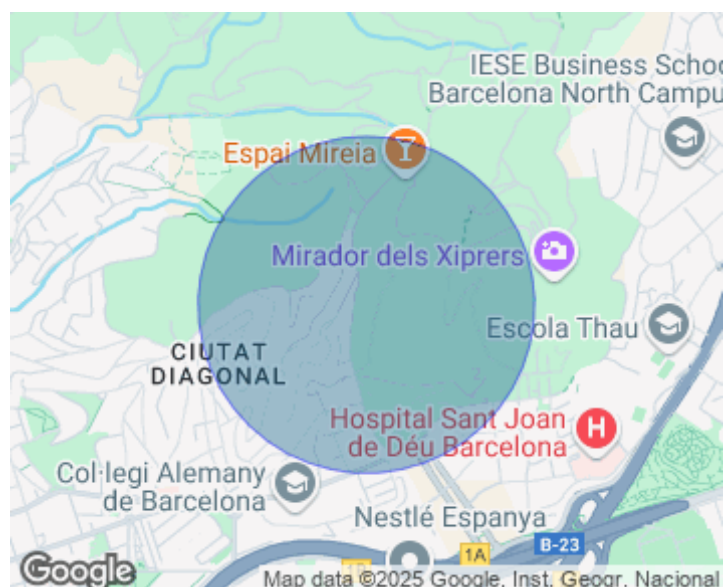 IESE Business Schoo
Barcelona North Campu
Espai Mireia
Mirador dels Xiprers
Escola Thau
CIUTAT
DIAGONAL
Hospital Sant Joan
de Déu Barcelona
H
Col·legi Alemany
de Barcelona
Nestlé Espanya
1A
B-23
Google
Map data ©2025 Google, Inst. Geogr. Nacional